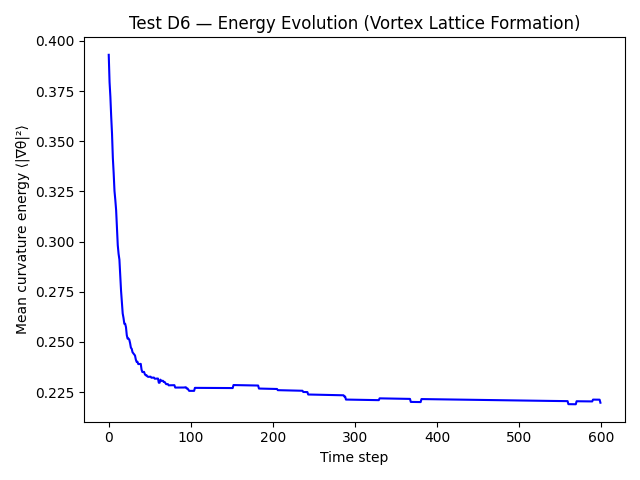 Test D6 — Energy Evolution (Vortex Lattice Formation)
Mean curvature energy ⟨|∇θ|²⟩
0.400
0.375
0.350
0.325
0.300
0.275
0.250
0.225
0 100 200 300 400 500 600
Time step